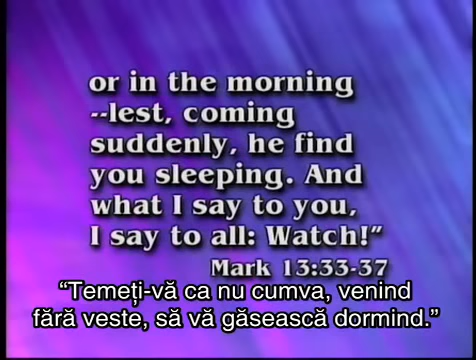 or in the morning
--lest, coming
suddenly, he find
you sleeping. And
what I say to you,
I say to all: Watch!”
Mark 13:33-37
“Temeți-vă ca nu cumva, venind
fără veste, să vă găsească dormind.”